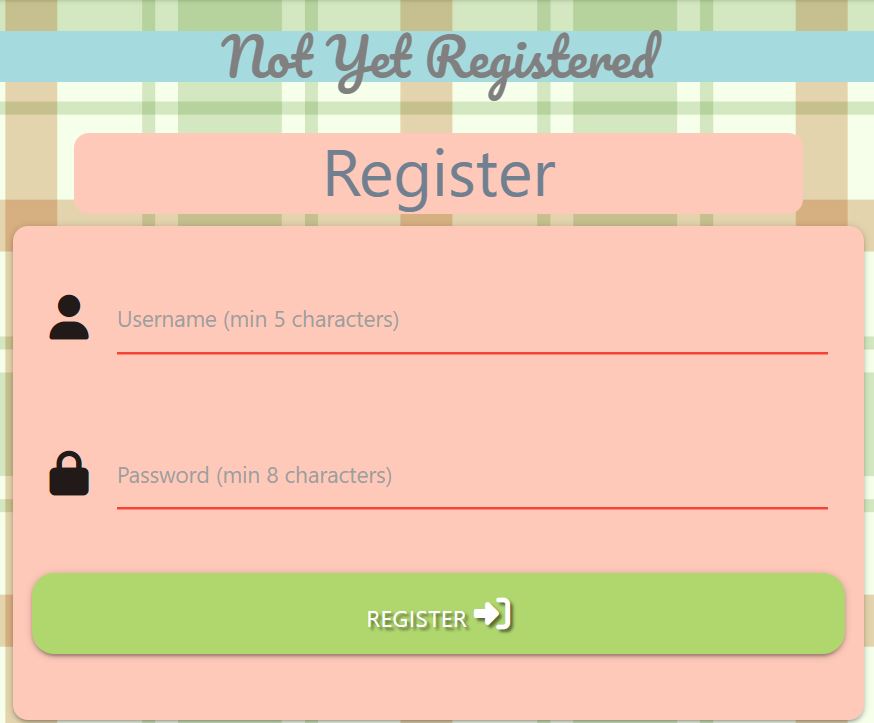 Not Yet Registered
Register
Username (min 5 characters)
Password (min 8 characters)
REGISTER